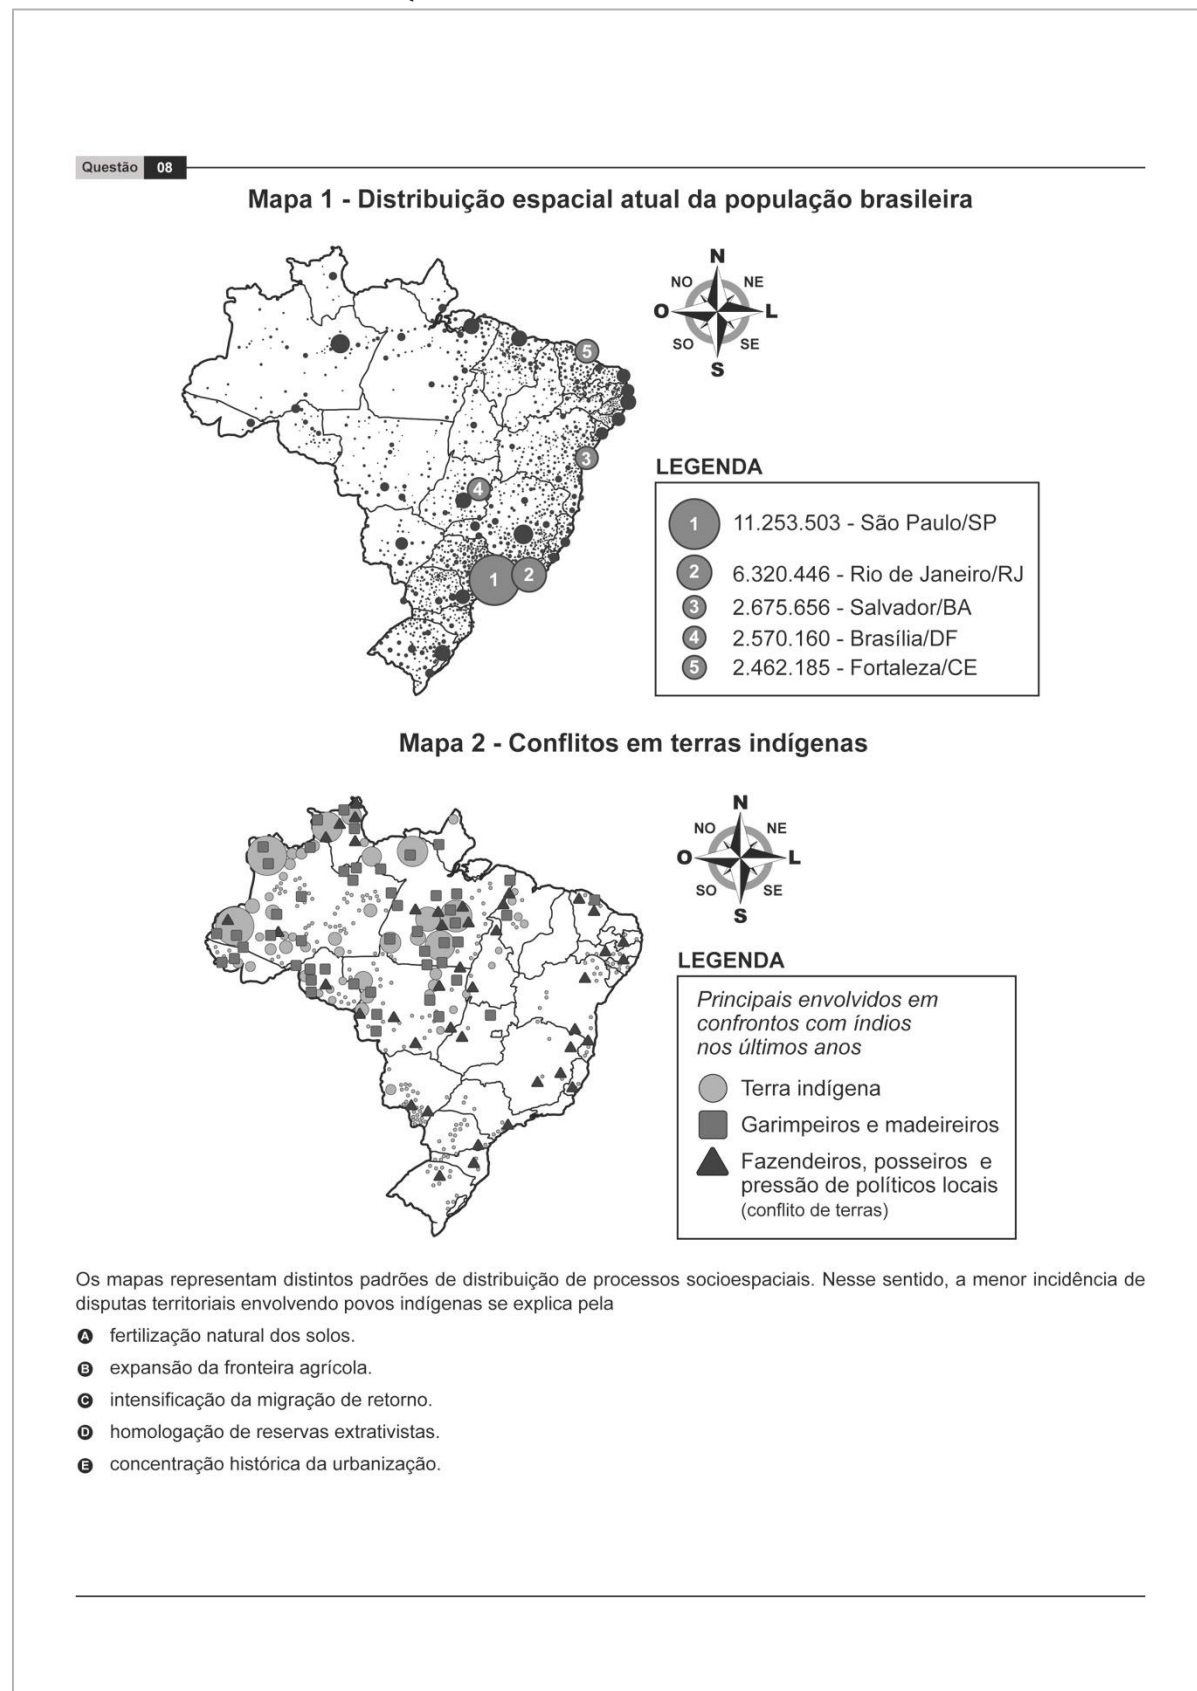 Questão 08
Mapa 1 - Distribuição espacial atual da população brasileira
N
NO NE
O L
SO SE
S
5
3
4
1 2
LEGENDA
1 11.253.503 - São Paulo/SP
2 6.320.446 - Rio de Janeiro/RJ
3 2.675.656 - Salvador/BA
4 2.570.160 - Brasília/DF
5 2.462.185 - Fortaleza/CE
Mapa 2 - Conflitos em terras indígenas
N
NO NE
O L
SO SE
S
LEGENDA
Principais envolvidos em
confrontos com índios
nos últimos anos
Terra indígena
Garimpeiros e madeireiros
Fazendeiros, posseiros e
pressão de políticos locais
(conflito de terras)
Os mapas representam distintos padrões de distribuição de processos socioespaciais. Nesse sentido, a menor incidência de
disputas territoriais envolvendo povos indígenas se explica pela
A fertilização natural dos solos.
B expansão da fronteira agrícola.
C intensificação da migração de retorno.
D homologação de reservas extrativistas.
E concentração histórica da urbanização.